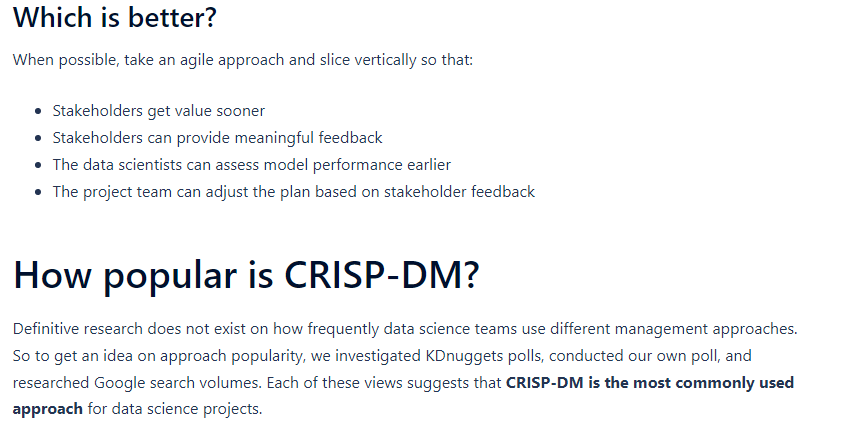 Which is better?
When possible, take an agile approach and slice vertically so that:
• Stakeholders get value sooner
• Stakeholders can provide meaningful feedback
• The data scientists can assess model performance earlier
• The project team can adjust the plan based on stakeholder feedback
How popular is CRISP-DM?
Definitive research does not exist on how frequently data science teams use different management approaches.
So to get an idea on approach popularity, we investigated KDnuggets polls, conducted our own poll, and
researched Google search volumes. Each of these views suggests that CRISP-DM is the most commonly used
approach for data science projects.